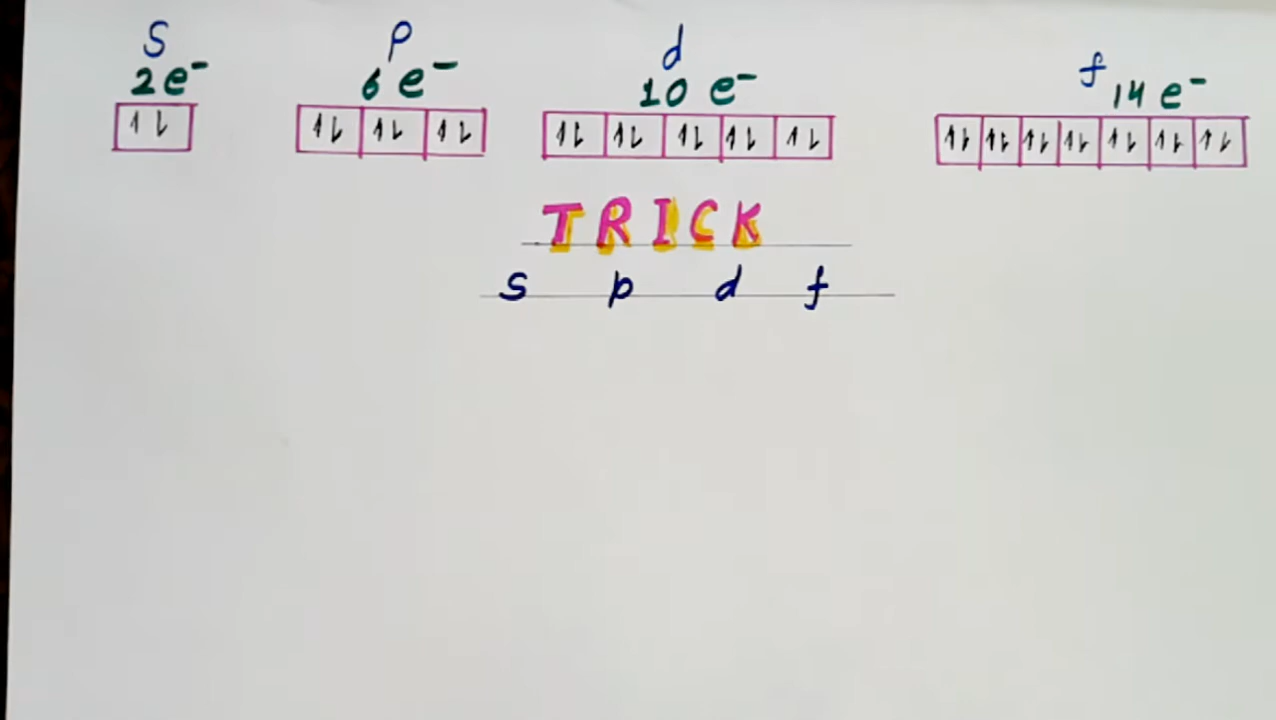 S P d f
2e⁻ 6e⁻ 10 e⁻ 14 e⁻
↿⇂ ↿⇂ ↿⇂ ↿⇂ ↿⇂ ↿⇂ ↿⇂ ↿⇂ ↿⇂ ↿⇂ ↿⇂ ↿⇂ ↿⇂ ↿⇂ ↿⇂ ↿⇂
TRICK
s p d f